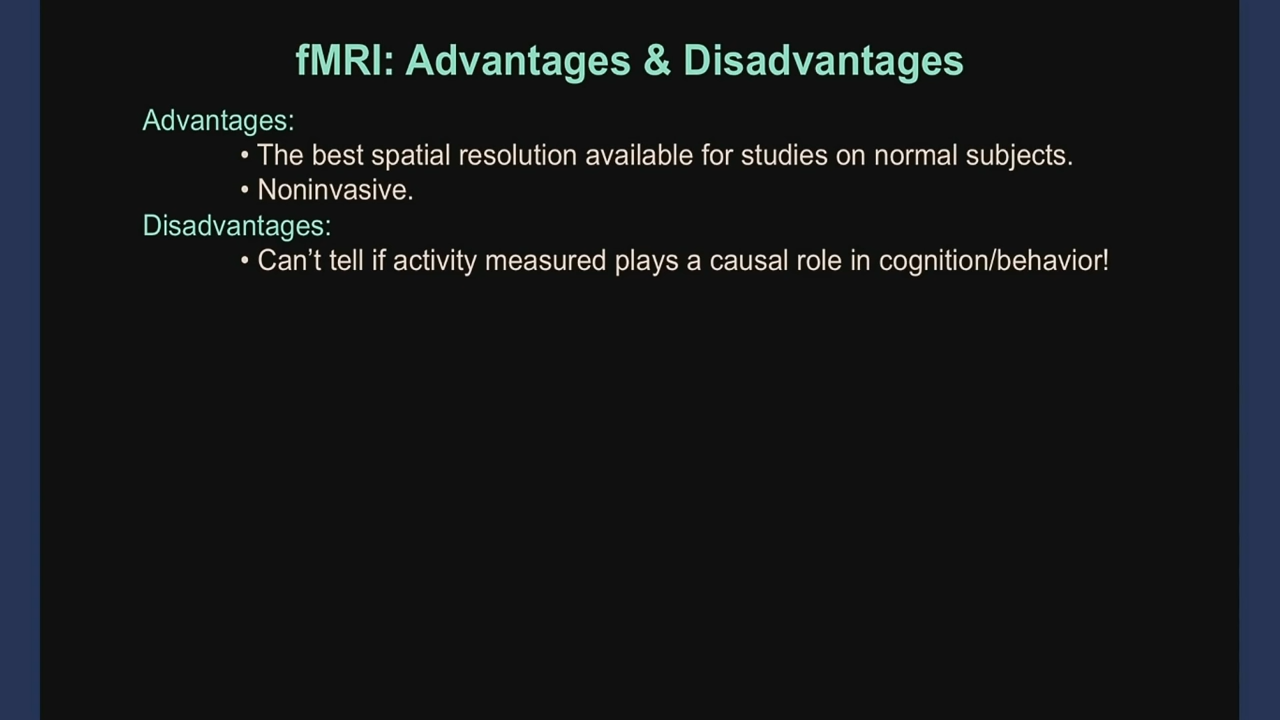 fMRI: Advantages & Disadvantages
Advantages:
• The best spatial resolution available for studies on normal subjects.
• Noninvasive.
Disadvantages:
• Can’t tell if activity measured plays a causal role in cognition/behavior!